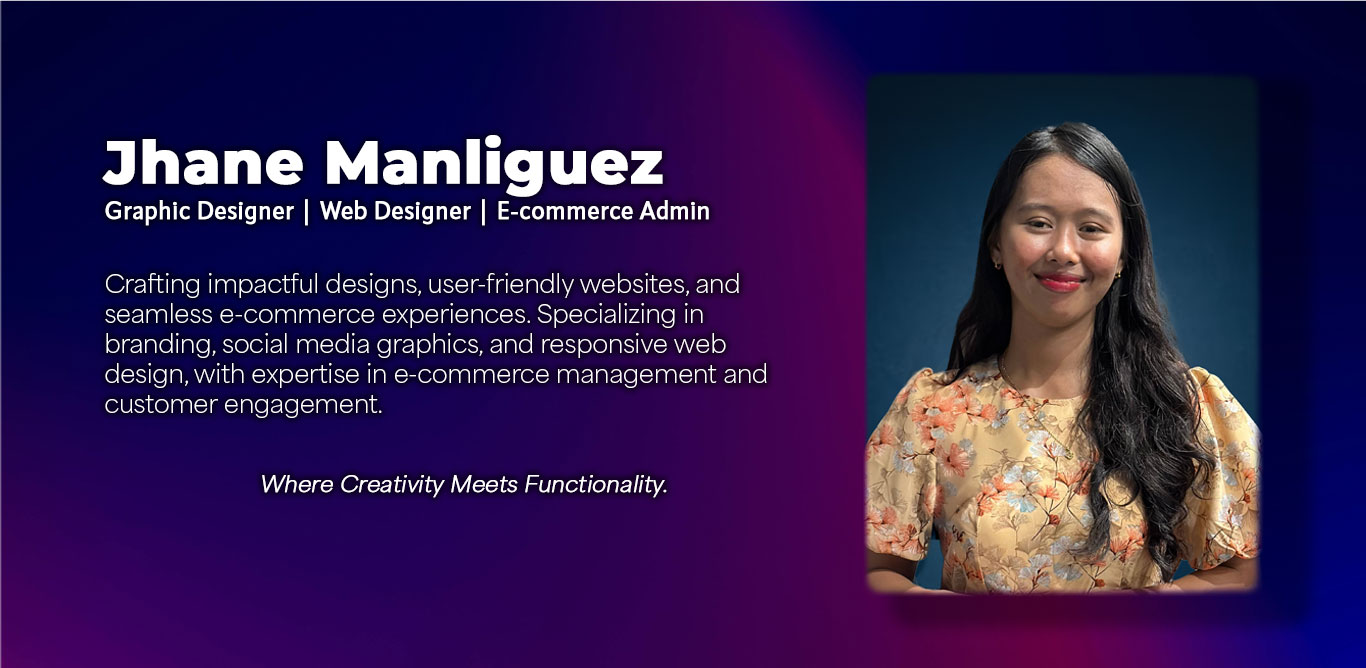 Jhane Manliguez
Graphic Designer | Web Designer | E-commerce Admin
Crafting impactful designs, user-friendly websites, and
seamless e-commerce experiences. Specializing in
branding, social media graphics, and responsive web
design, with expertise in e-commerce management and
customer engagement.
Where Creativity Meets Functionality.